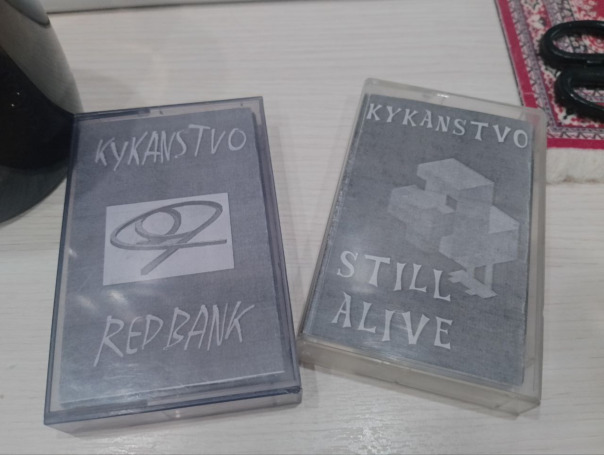 KYKANSTVO
RED BANK
KYKANSTVO
STILL
ALIVE